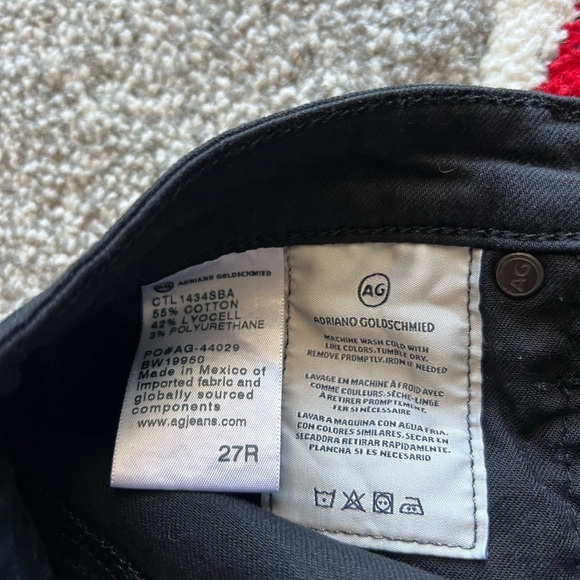 AG ADRIANO GOLDSCHMIED
CTL1434SBA
55% COTTON
42% LYOCELL
3% POLYURETHANE
PO#AG-44029
BW19950
Made in Mexico of
imported fabric and
globally sourced
components
www.agjeans.com
27R
AG
ADRIANO GOLDSCHMIED
MACHINE WASH COLD WITH
LIKE COLORS. TUMBLE DRY.
REMOVE PROMPTLY. IRON IF NEEDED
LAVAGE EN MACHINE À FROID AVEC
COMME COULEURS. SÈCHE-LINGE
À RETIRER PROMPTEMENT.
FER SI NÉCESSAIRE
LAVAR A MAQUINA CON AGUA FRIA.
CON COLORES SIMILARES. SECAR EN
SECADORA RETIRAR RAPIDAMENTE.
PLANCHA SI ES NECESARIO
AG